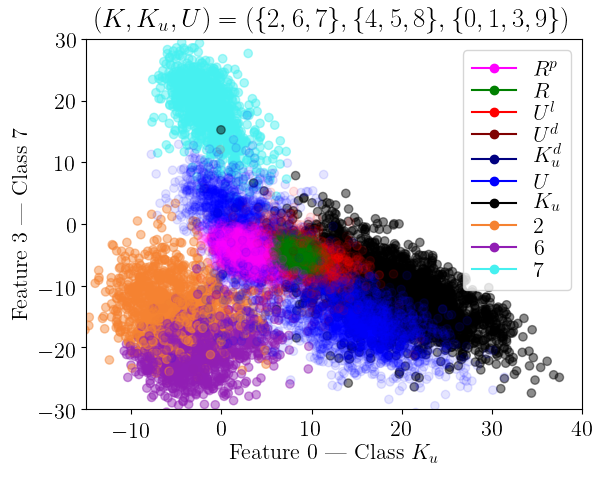 (K, K_u, U) = ({2, 6, 7}, {4, 5, 8}, {0, 1, 3, 9})
30
20
10
0
−10
−20
−30
Feature 3 — Class 7
R^p
R
U^l
U^d
K_u^d
U
K_u
2
6
7
−10
0
10
20
30
40
Feature 0 — Class K_u